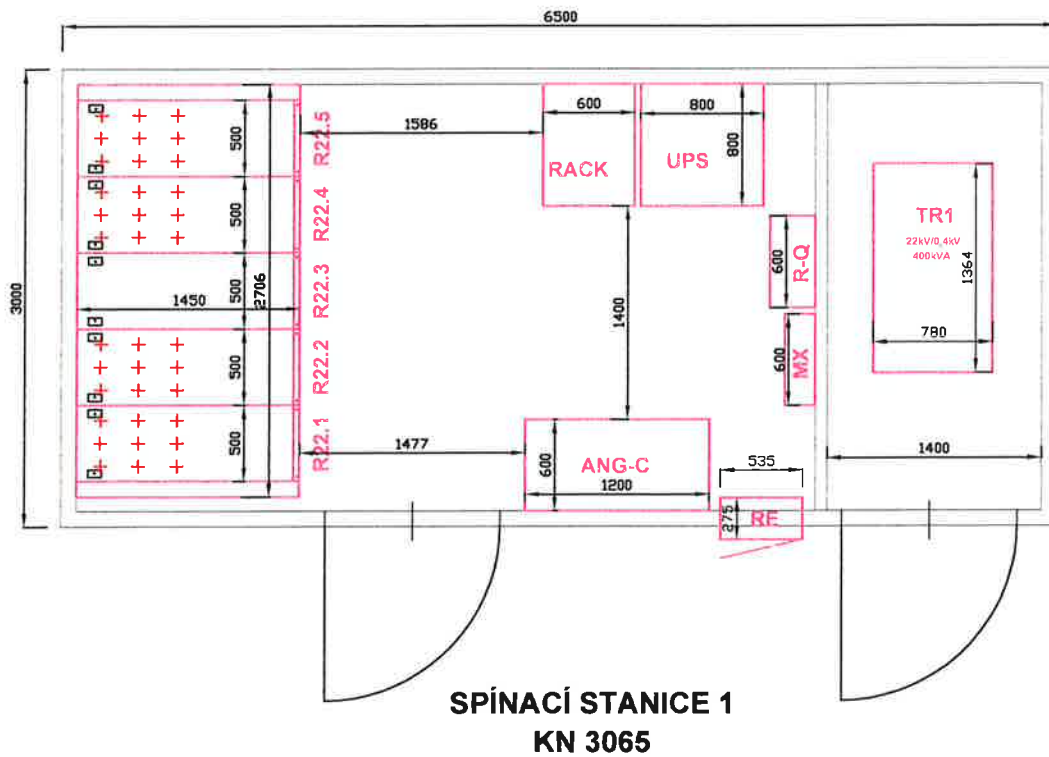 6500
3000
R22.5
R22.4
R22.3
R22.2
R22.1
500
500
500
500
500
1450
2706
1586
600
RACK
800
UPS
800
600
R-Q
TR1
22kV/0,4kV
400kVA
1364
780
1400
600
MX
1477
600
ANG-C
1200
535
275
RE
1400
SPÍNACÍ STANICE 1
KN 3065